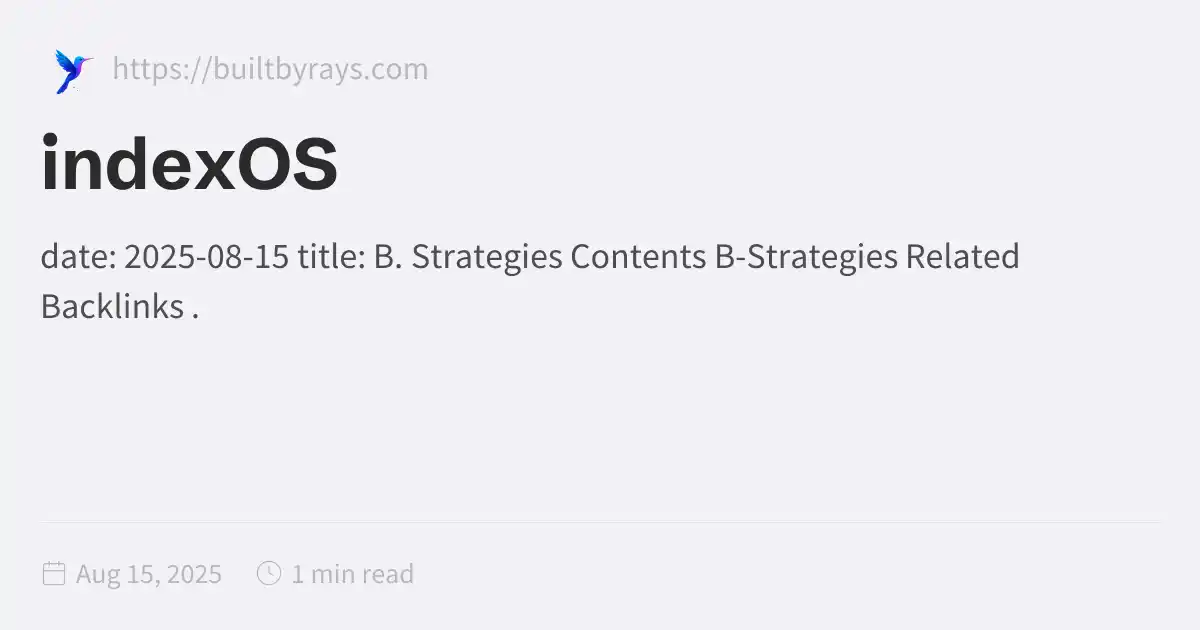 https://builtbyrays.com
indexOS
date: 2025-08-15 title: B. Strategies Contents B-Strategies Related
Backlinks .
Aug 15, 2025 1 min read